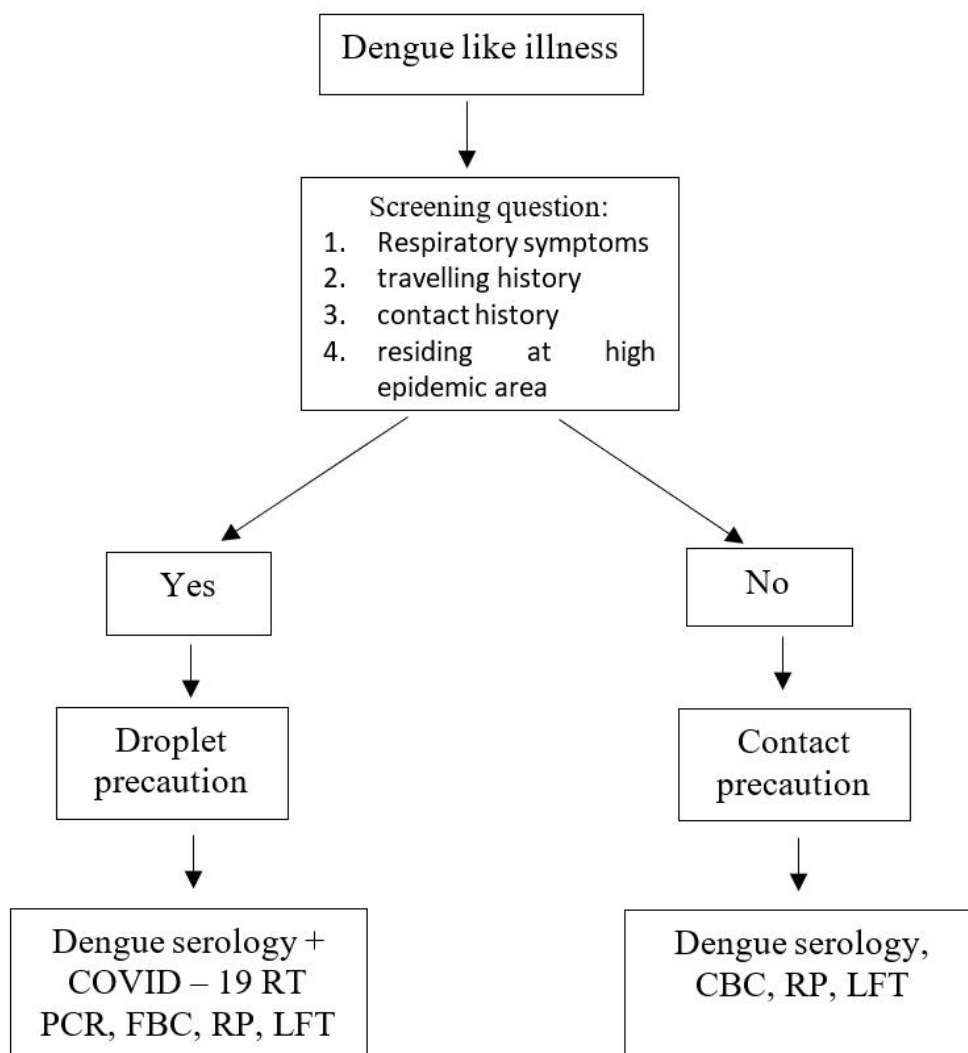 Dengue like illness
Screening question:
1. Respiratory symptoms
2. travelling history
3. contact history
4. residing at high
epidemic area
Yes
No
Droplet
precaution
Contact
precaution
Dengue serology +
COVID – 19 RT
PCR, FBC, RP, LFT
Dengue serology,
CBC, RP, LFT